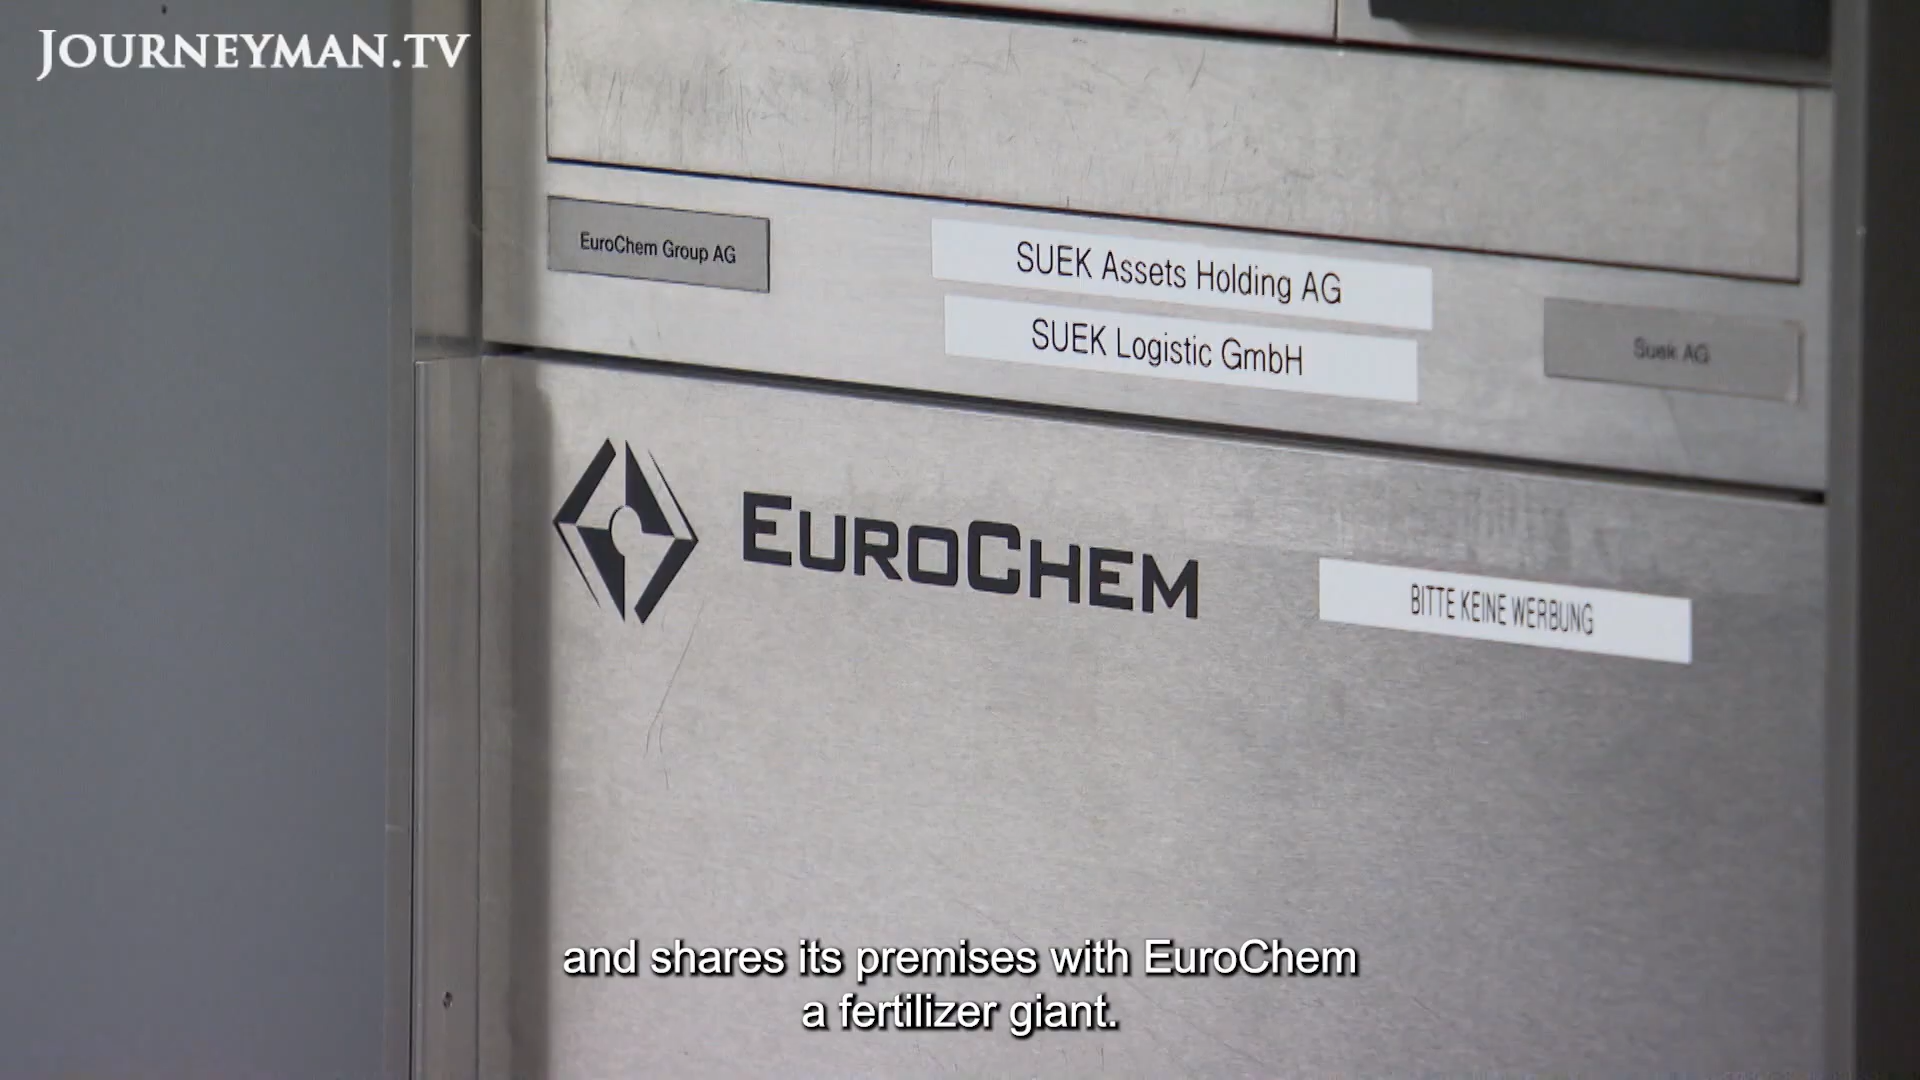 JOURNEYMAN.TV
EuroChem Group AG
SUEK Assets Holding AG
SUEK Logistic GmbH
Suek AG
EUROCHEM
BITTE KEINE WERBUNG
and shares its premises with EuroChem
a fertilizer giant.